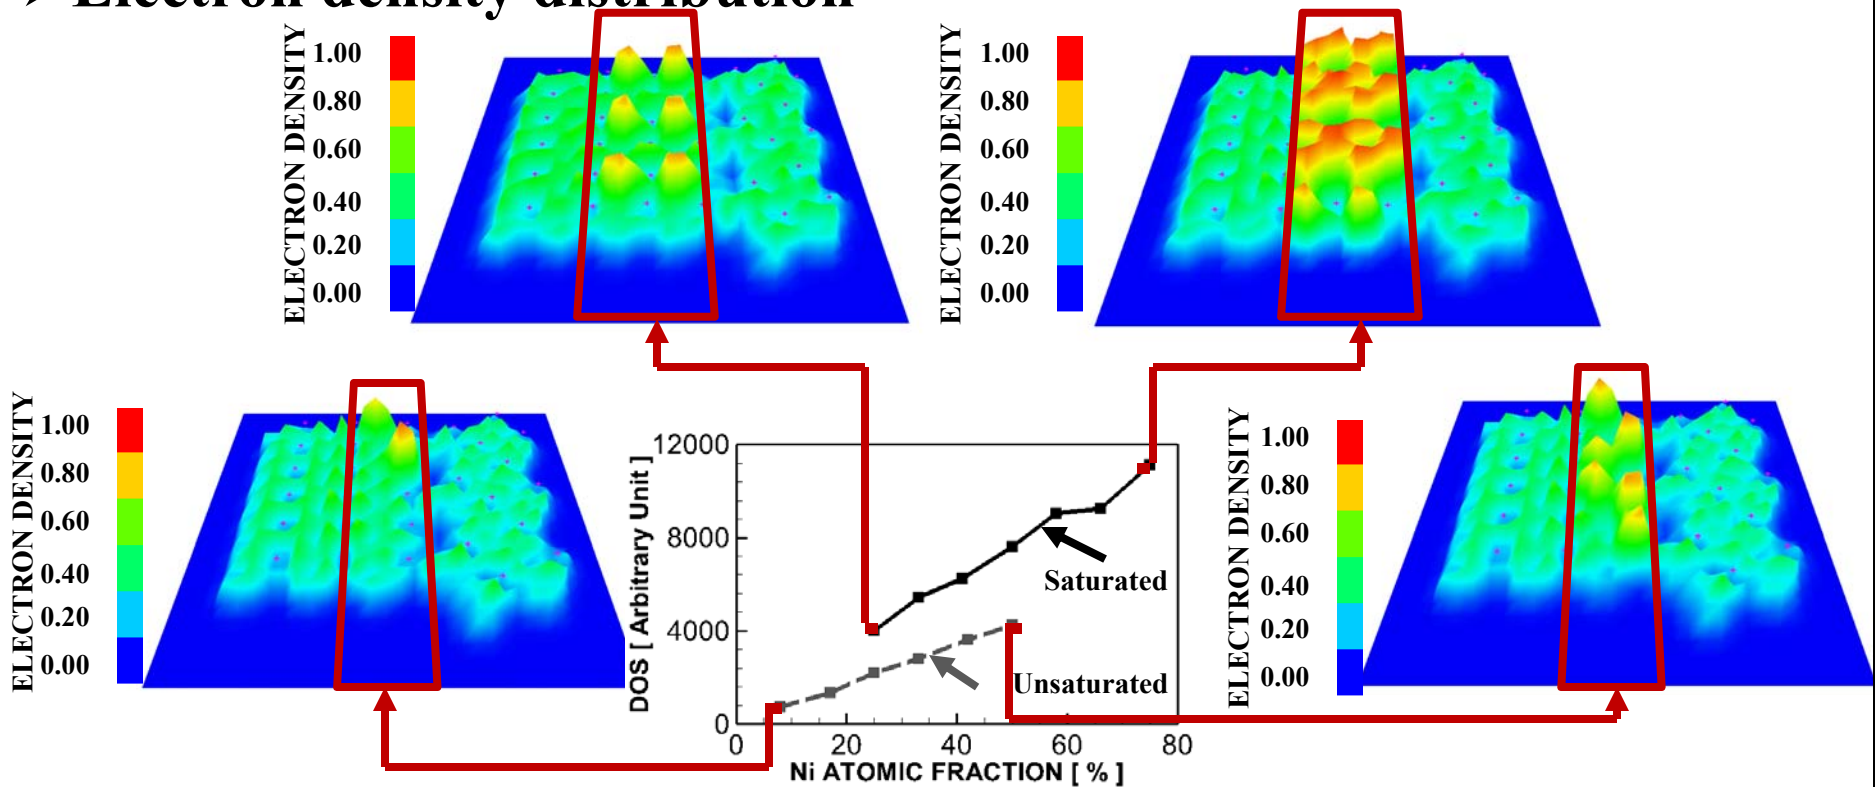 Electron density distribution
ELECTRON DENSITY
1.00
0.80
0.60
0.40
0.20
0.00
ELECTRON DENSITY
1.00
0.80
0.60
0.40
0.20
0.00
ELECTRON DENSITY
1.00
0.80
0.60
0.40
0.20
0.00
DOS [ Arbitrary Unit ]
12000
8000
4000
0
Saturated
Unsaturated
0 20 40 60 80
Ni ATOMIC FRACTION [ % ]
ELECTRON DENSITY
1.00
0.80
0.60
0.40
0.20
0.00